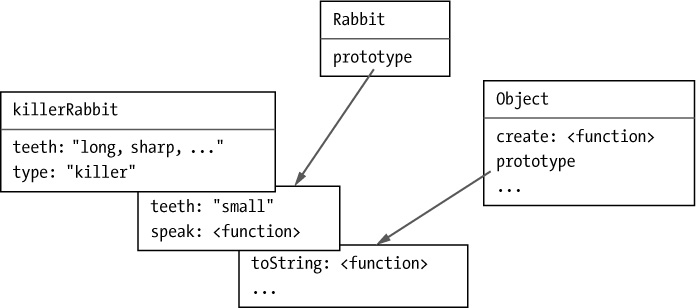 Rabbit
prototype
killerRabbit
teeth: "long, sharp, ..."
type: "killer"
Object
create: <function>
prototype
...
teeth: "small"
speak: <function>
toString: <function>
...